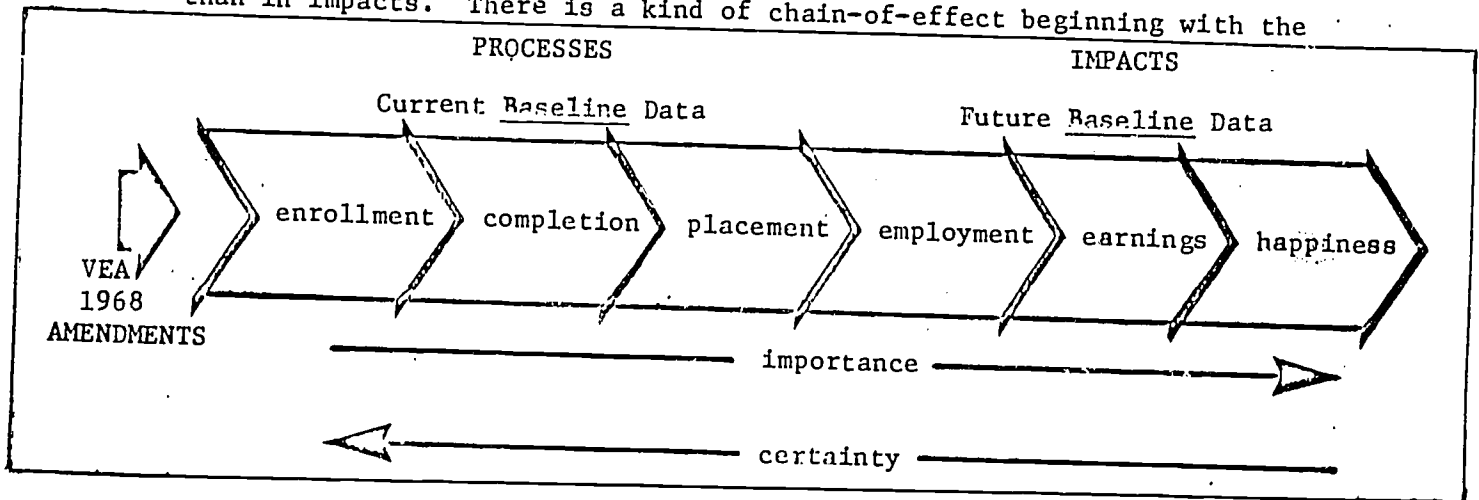 than in impacts. There is a kind of chain-of-effect beginning with the
PROCESSES IMPACTS
Current Baseline Data Future Baseline Data
enrollment completion placement employment earnings happiness
VEA
1968
AMENDMENTS
importance
certainty